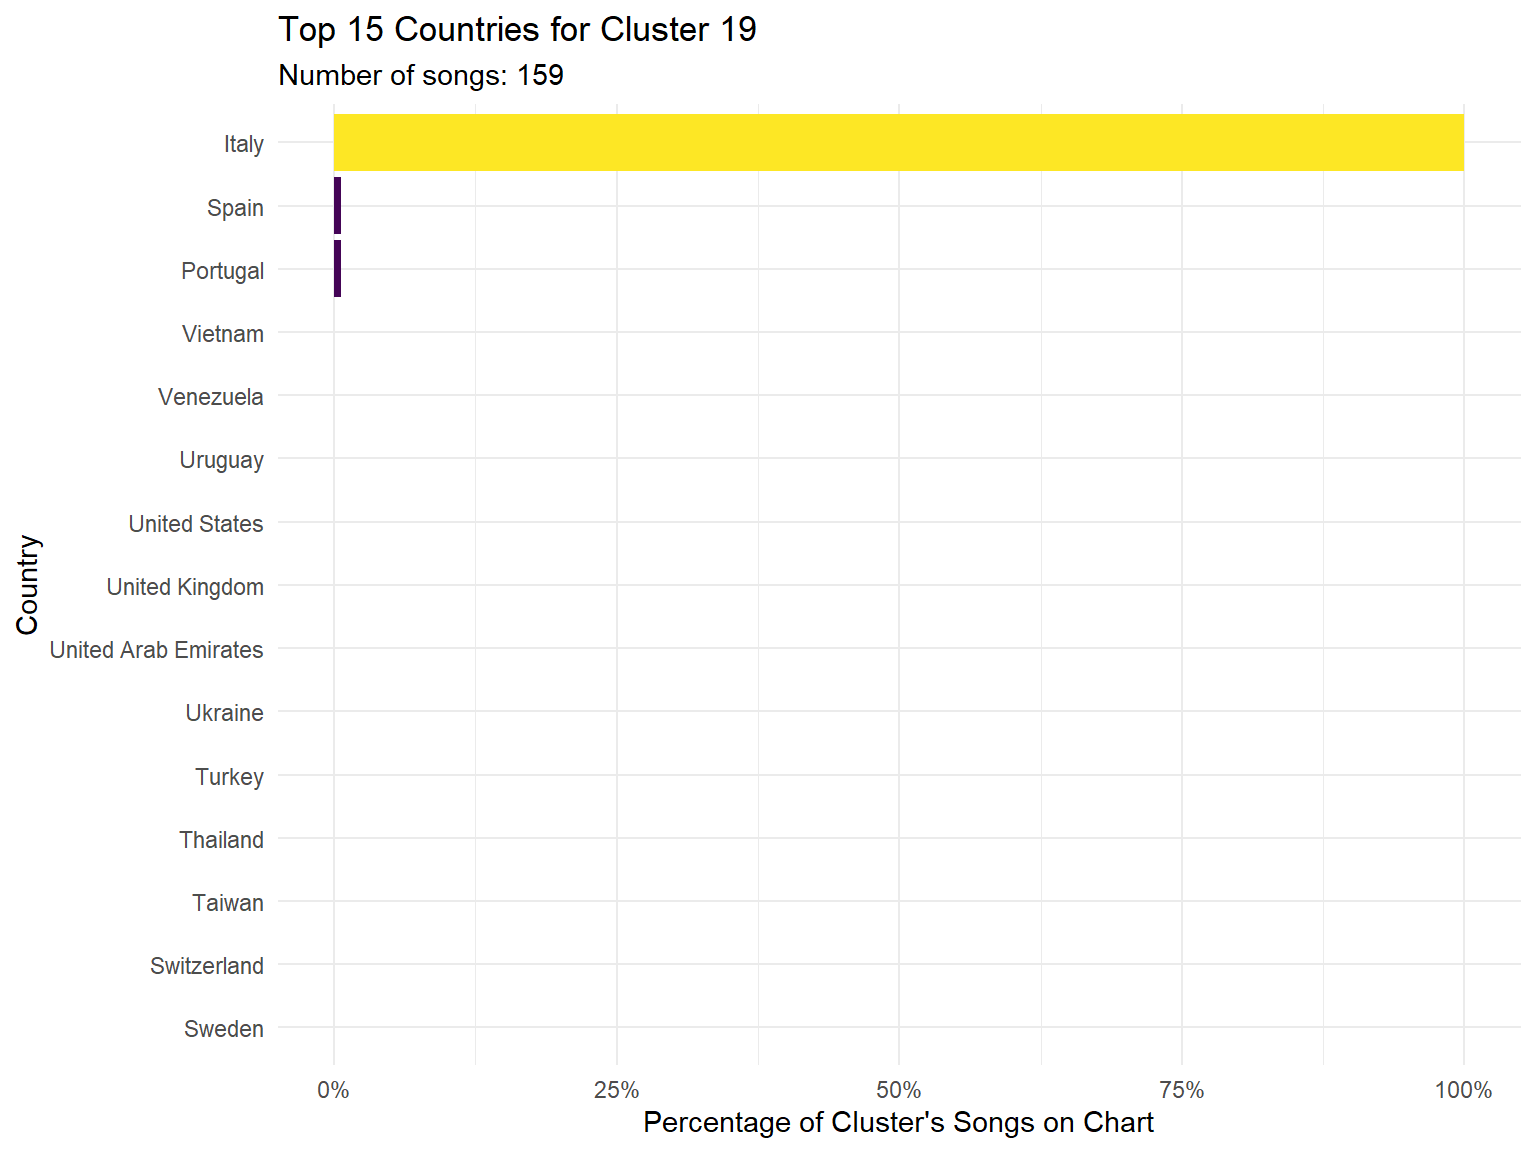 Top 15 Countries for Cluster 19
Number of songs: 159
Italy
Spain
Portugal
Vietnam
Venezuela
Uruguay
United States
United Kingdom
United Arab Emirates
Ukraine
Turkey
Thailand
Taiwan
Switzerland
Sweden
Country
0% 25% 50% 75% 100%
Percentage of Cluster's Songs on Chart